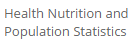 Health Nutrition and
Population Statistics